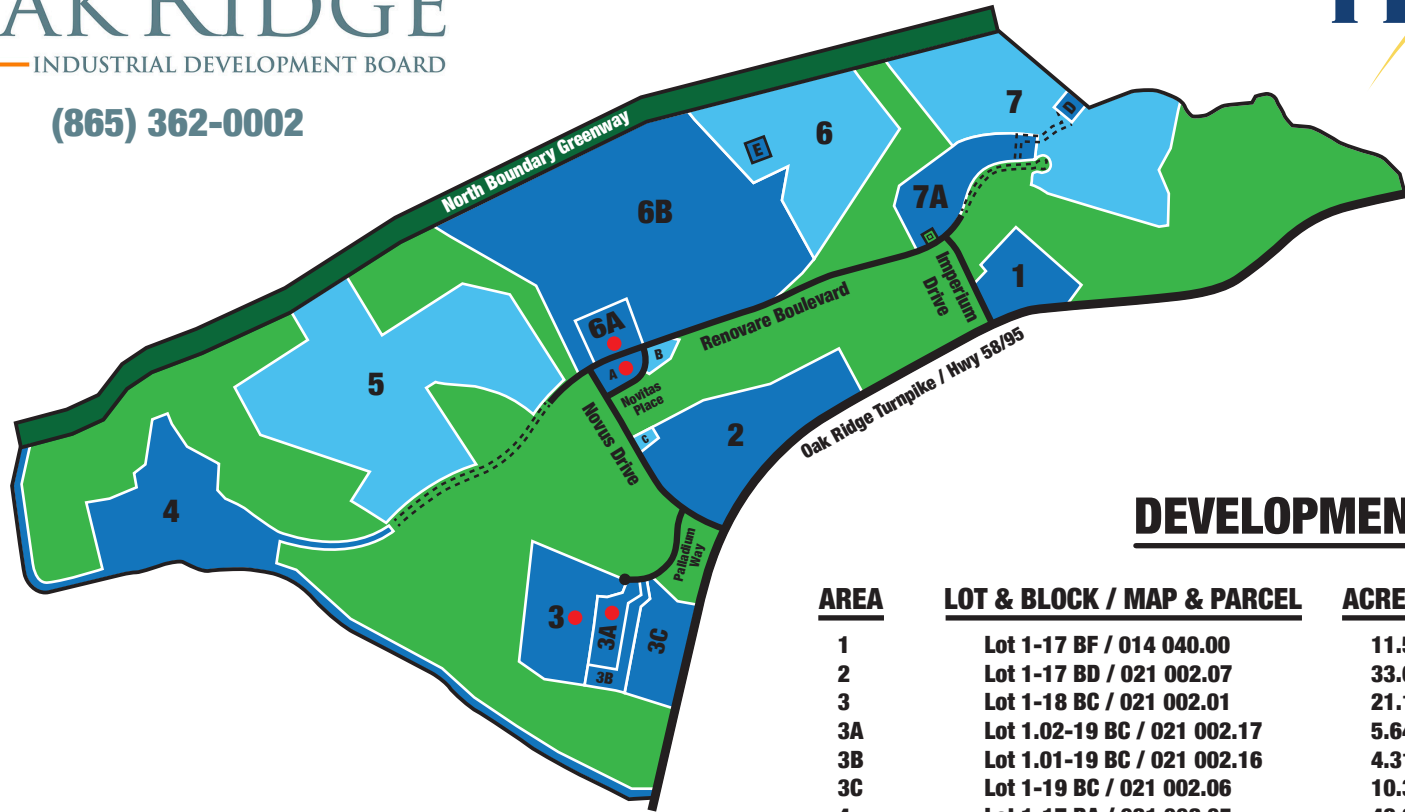 INDUSTRIAL DEVELOPMENT BOARD
(865) 362-0002
North Boundary Greenway
7
D
6
E
6B
7A
Imperium
Drive
1
5
6A
B
A
Renovare Boulevard
Novitas
Place
C
2
Novus Drive
Oak Ridge Turnpike / Hwy 58/95
4
Palladium
Way
3
3A
3B
3C
AREA
LOT & BLOCK / MAP & PARCEL
1 Lot 1-17 BF / 014 040.00
2 Lot 1-17 BD / 021 002.07
3 Lot 1-18 BC / 021 002.01
3A Lot 1.02-19 BC / 021 002.17
3B Lot 1.01-19 BC / 021 002.16
3C Lot 1-19 BC / 021 002.06